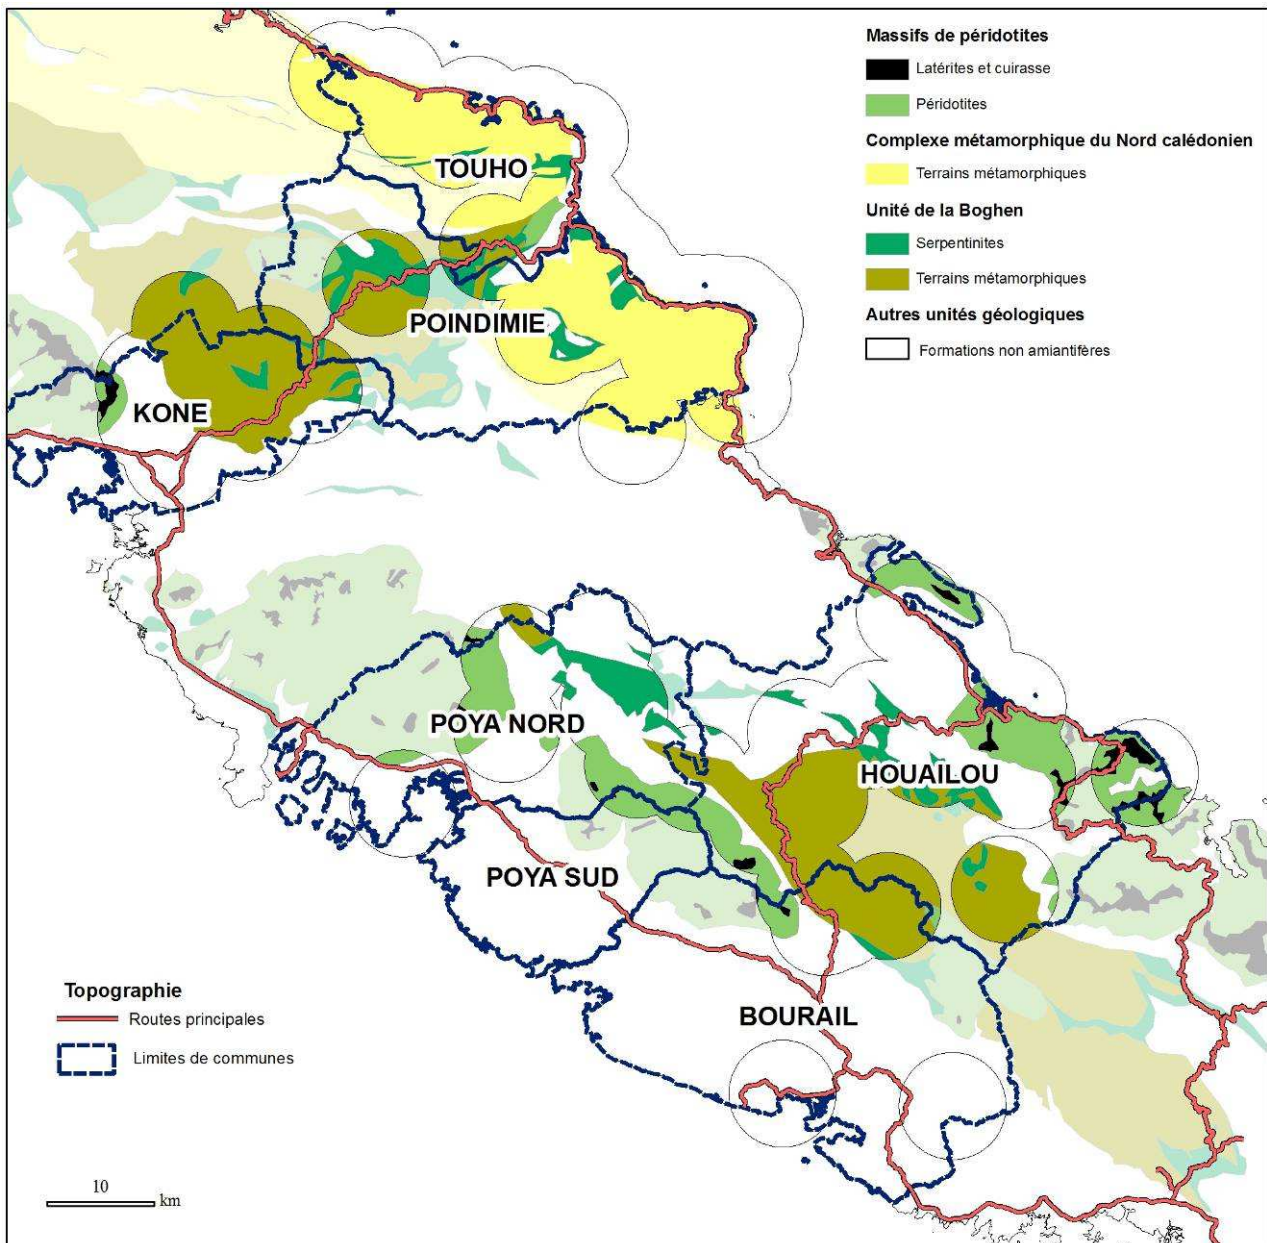 Massifs de péridotites
Latérites et cuirasse
Péridotites
Complexe métamorphique du Nord calédonien
Terrains métamorphiques
Unité de la Boghen
Serpentinites
Terrains métamorphiques
Autres unités géologiques
Formations non amiantifères
TOUHO
POINDIMIE
KONE
POYA NORD
HOUAILOU
POYA SUD
BOURAIL
Topographie
Routes principales
Limites de communes
10
km